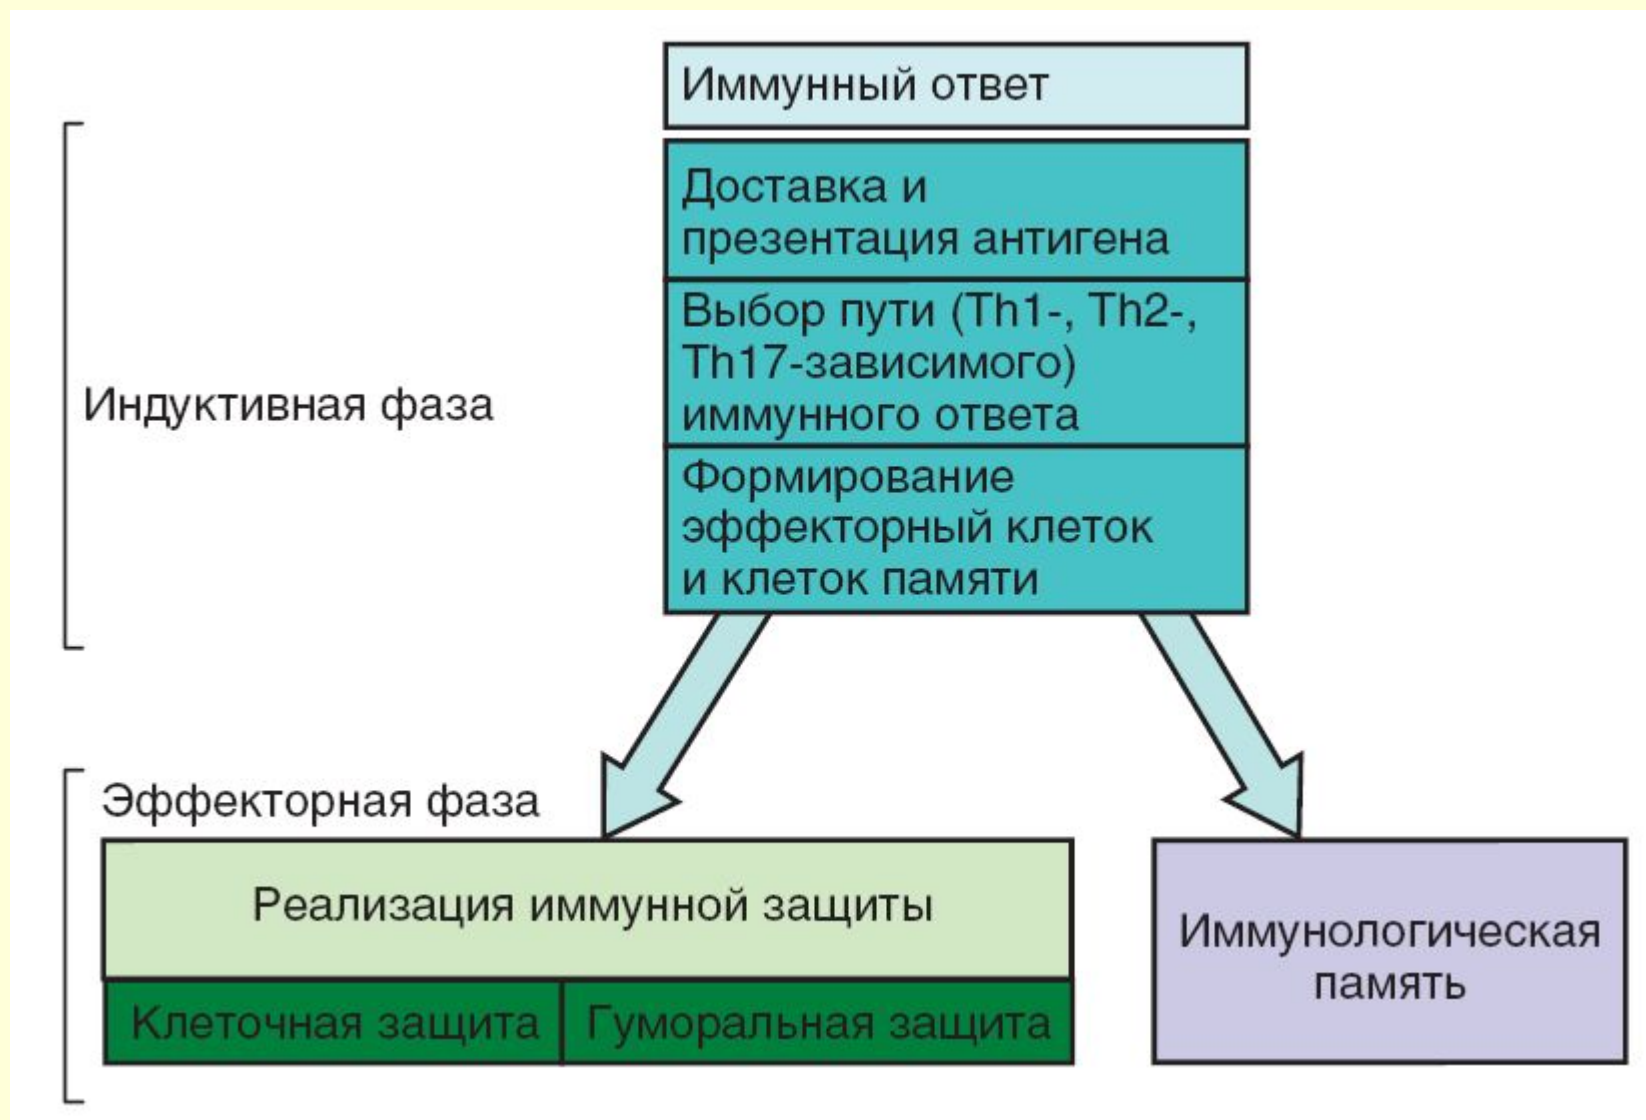 Иммунный ответ
Доставка и
презентация антигена
Выбор пути (Th1-, Th2-,
Th17-зависимого)
иммунного ответа
Формирование
эффекторный клеток
и клеток памяти
Индуктивная фаза
Эффекторная фаза
Реализация иммунной защиты
Клеточная защита
Гуморальная защита
Иммунологическая
память